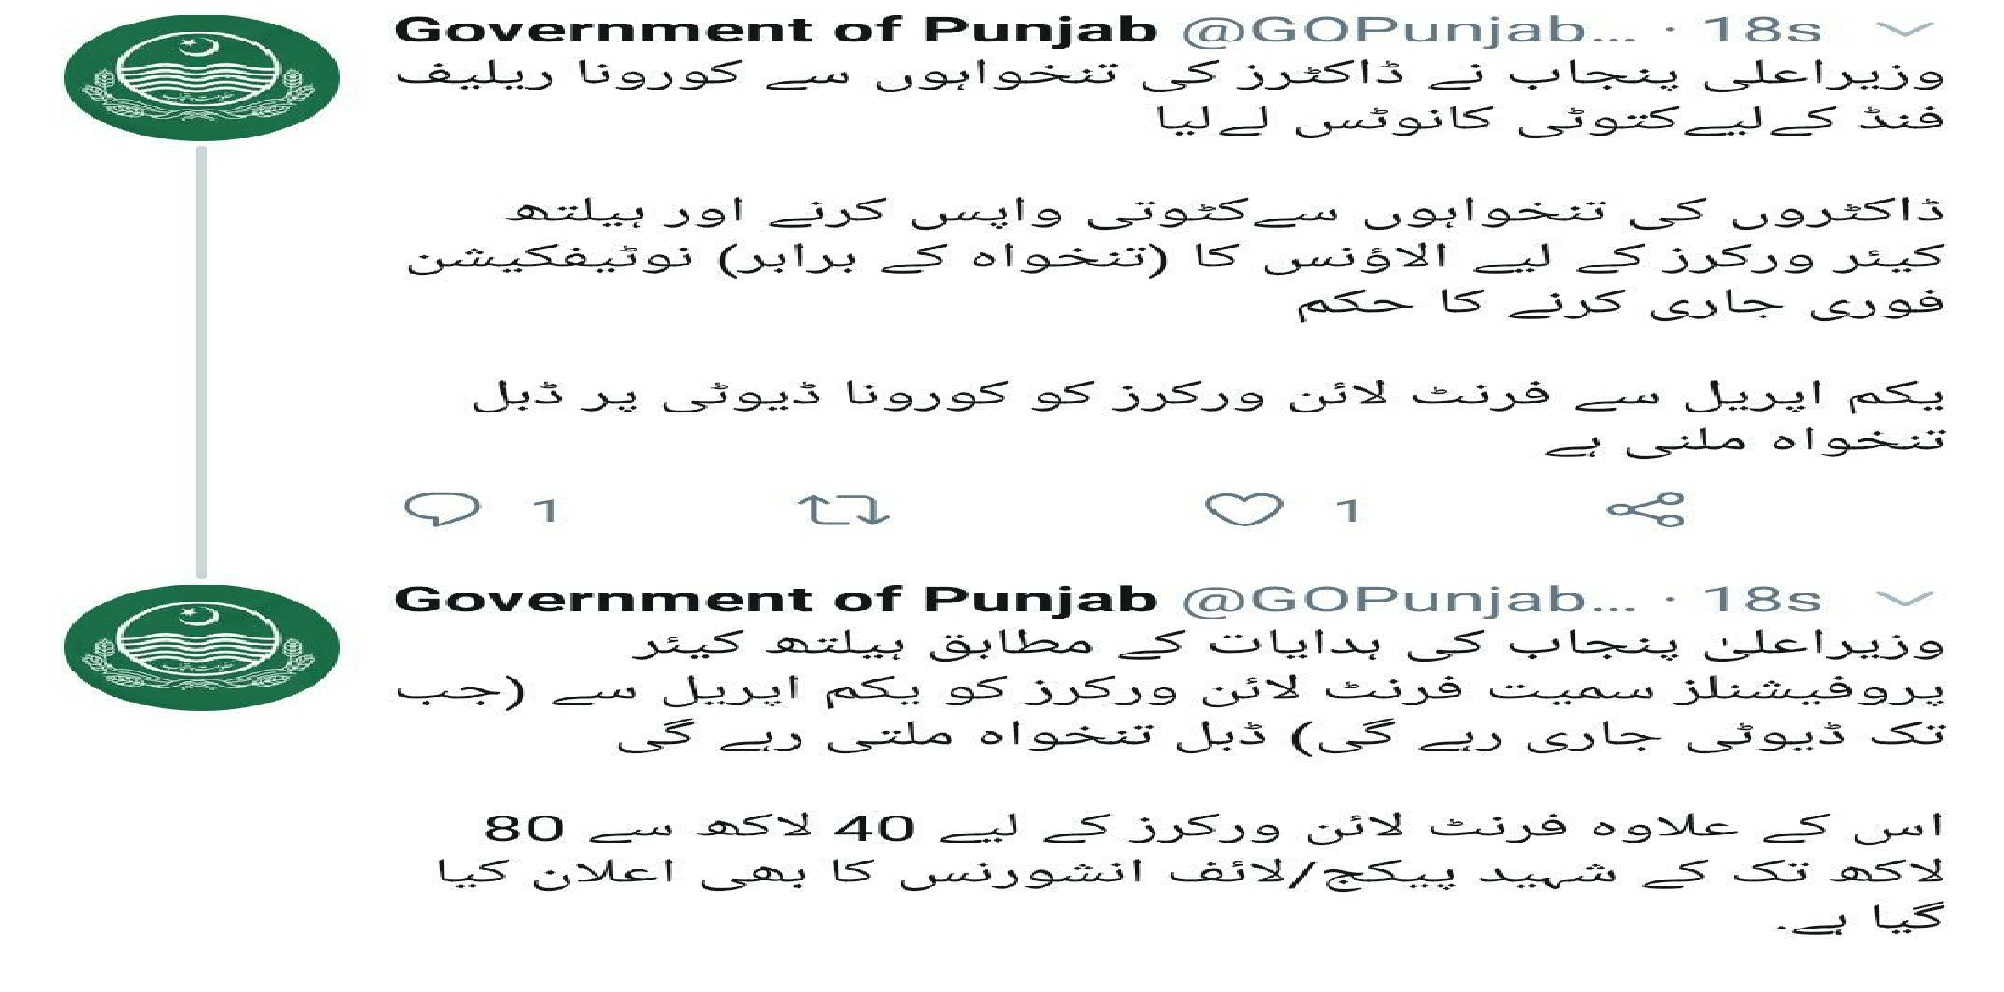 Government of Punjab @GOPunjab... · 18s
وزیراعلی پنجاب نے ڈاکٹرز کی تنخواہوں سے کورونا ریلیف
فنڈ کےلیےکتوٹی کانوٹس لےلیا
ڈاکٹروں کی تنخواہوں سےکٹوتی واپس کرنے اور ہیلتھ
کیئر ورکرز کے لیے الاؤنس کا (تنخواہ کے برابر) نوٹیفکیشن
فوری جاری کرنے کا حکم
یکم اپریل سے فرنٹ لائن ورکرز کو کورونا ڈیوٹی پر ڈبل
تنخواہ ملنی ہے
1 1
Government of Punjab @GOPunjab... · 18s
وزیراعلیٰ پنجاب کی ہدایات کے مطابق ہیلتھ کیئر
پروفیشنلز سمیت فرنٹ لائن ورکرز کو یکم اپریل سے (جب
تک ڈیوٹی جاری رہے گی) ڈبل تنخواہ ملتی رہے گی
اس کے علاوہ فرنٹ لائن ورکرز کے لیے 40 لاکھ سے 80
لاکھ تک کے شہید پیکج/لائف انشورنس کا بھی اعلان کیا
گیا ہے.